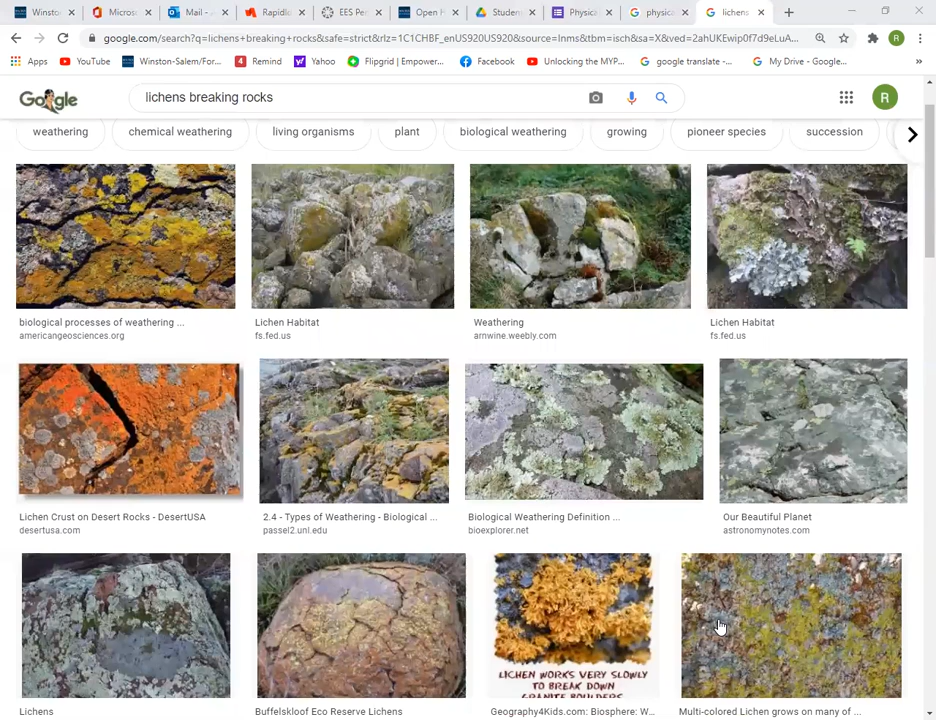 Winsto
Micros
Mail -
Rapidle
EES Pe
Open H
Studen
Physica
physica
lichens
google.com/search?q=lichens+breaking+rocks&safe=strict&rlz=1C1CHBF_enUS920US920&source=lnms&tbm=isch&sa=X&ved=2ahUKEwip0f7d9eLuA...
R
Apps
YouTube
Winston-Salem/For...
4 Remind
Yahoo
Flipgrid | Empower...
Facebook
Unlocking the MYP...
google translate -...
My Drive - Google...
»
Google
lichens breaking rocks
R
weathering
chemical weathering
living organisms
plant
biological weathering
growing
pioneer species
succession
biological processes of weathering ...
americangeosciences.org
Lichen Habitat
fs.fed.us
Weathering
arnwine.weebly.com
Lichen Habitat
fs.fed.us
Lichen Crust on Desert Rocks - DesertUSA
desertusa.com
2.4 - Types of Weathering - Biological ...
passel2.unl.edu
Biological Weathering Definition ...
bioexplorer.net
Our Beautiful Planet
astronomynotes.com
LICHEN WORKS VERY SLOWLY
TO BREAK DOWN
GRANITE BOULDERS
Lichens
Buffelskloof Eco Reserve Lichens
Geography4Kids.com: Biosphere: W...
Multi-colored Lichen grows on many of ...